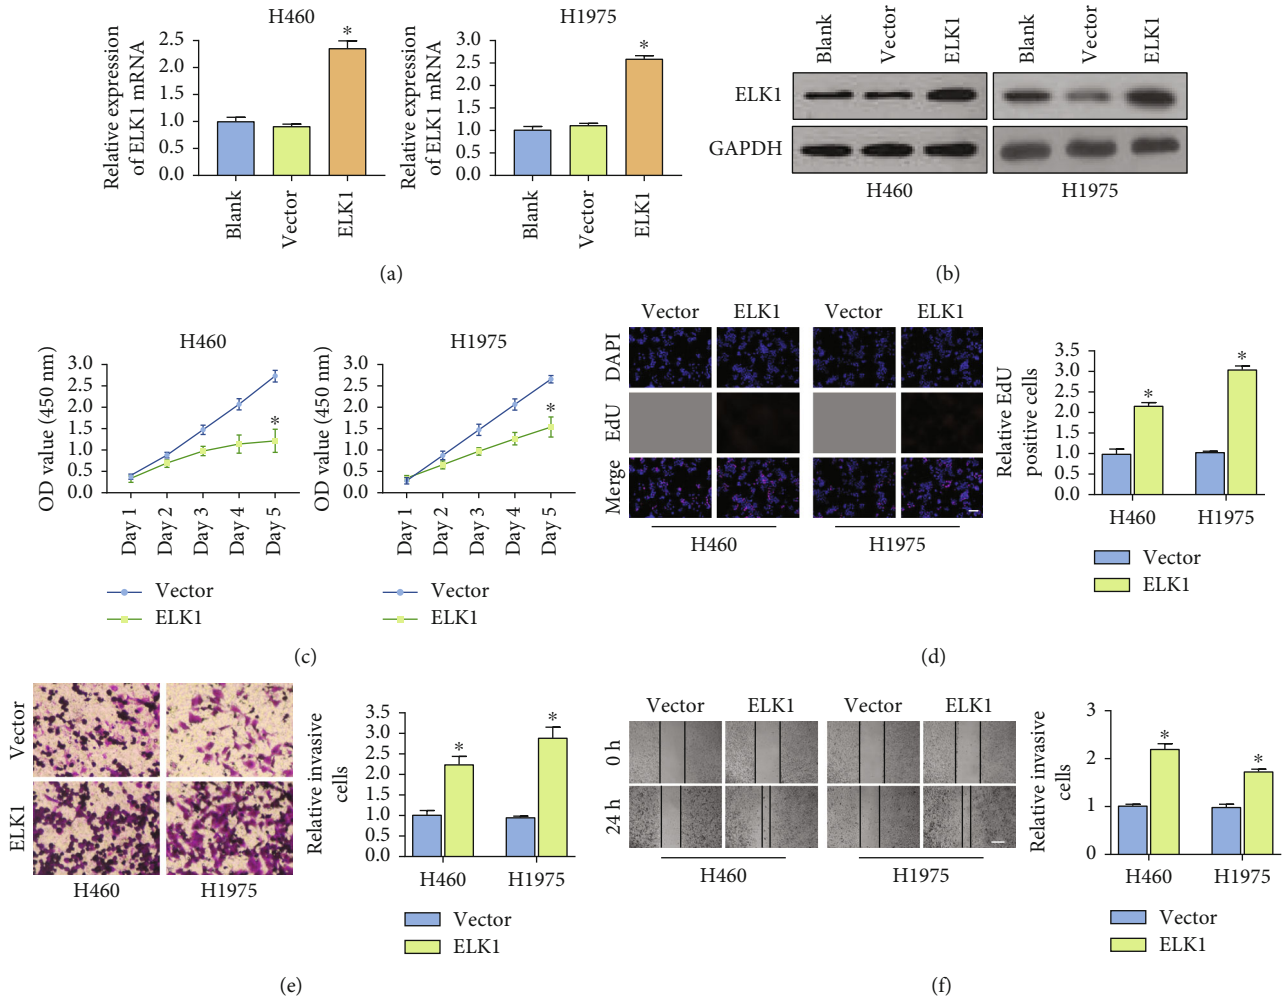 H460
Relative expression
of ELK1 mRNA
2.5
2.0
1.5
1.0
0.5
0.0
*
Blank
Vector
ELK1
H1975
Relative expression
of ELK1 mRNA
3.0
2.5
2.0
1.5
1.0
0.5
0.0
*
Blank
Vector
ELK1
(a)
Blank
Vector
ELK1
Blank
Vector
ELK1
ELK1
GAPDH
H460
H1975
(b)
H460
OD value (450 nm)
3.0
2.5
2.0
1.5
1.0
0.5
0.0
*
Day 1
Day 2
Day 3
Day 4
Day 5
Vector
ELK1
H1975
OD value (450 nm)
3.0
2.5
2.0
1.5
1.0
0.5
0.0
*
Day 1
Day 2
Day 3
Day 4
Day 5
Vector
ELK1
(c)
Vector
ELK1
Vector
ELK1
DAPI
EdU
Merge
H460
H1975
Relative EdU
positive cells
3.5
3.0
2.5
2.0
1.5
1.0
0.5
0.0
*
*
H460
H1975
Vector
ELK1
(d)
Vector
ELK1
H460
H1975
Relative invasive
cells
3.5
3.0
2.5
2.0
1.5
1.0
0.5
0.0
*
*
H460
H1975
Vector
ELK1
(e)
Vector
ELK1
Vector
ELK1
0 h
24 h
H460
H1975
Relative invasive
cells
3
2
1
0
*
*
H460
H1975
Vector
ELK1
(f)